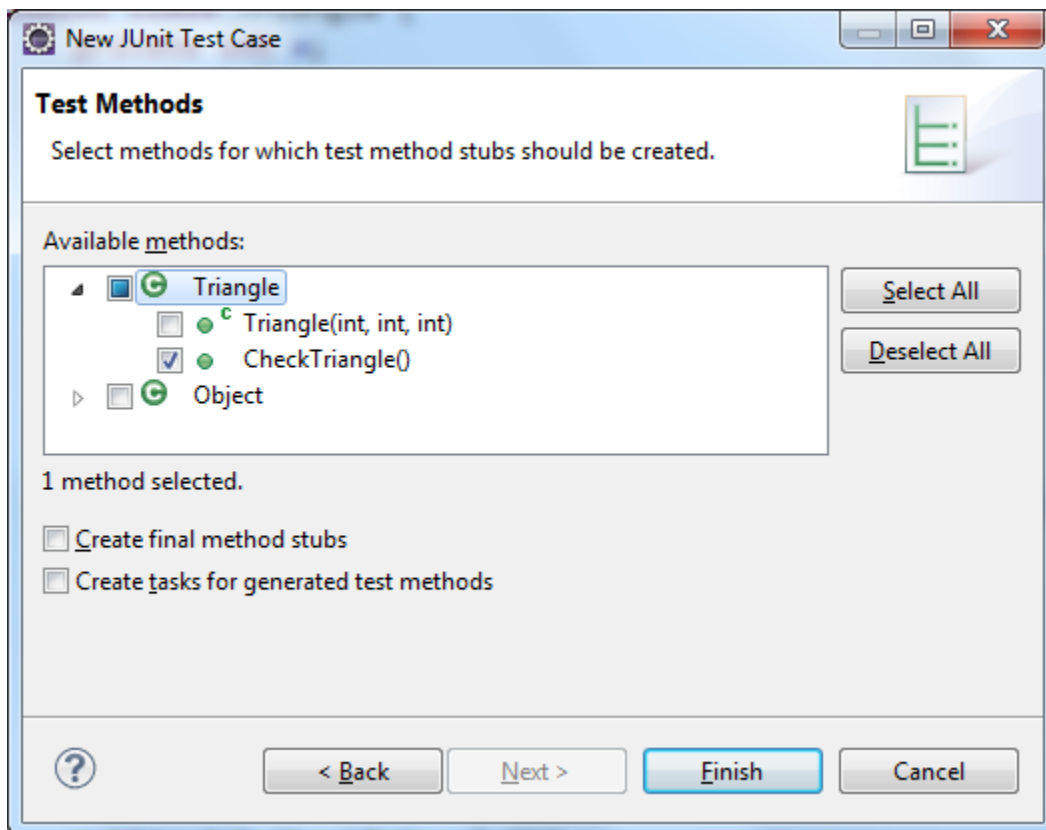 New JUnit Test Case
Test Methods
Select methods for which test method stubs should be created.
Available methods:
Triangle
Triangle(int, int, int)
CheckTriangle()
Object
Select All
Deselect All
1 method selected.
Create final method stubs
Create tasks for generated test methods
< Back
Next >
Finish
Cancel